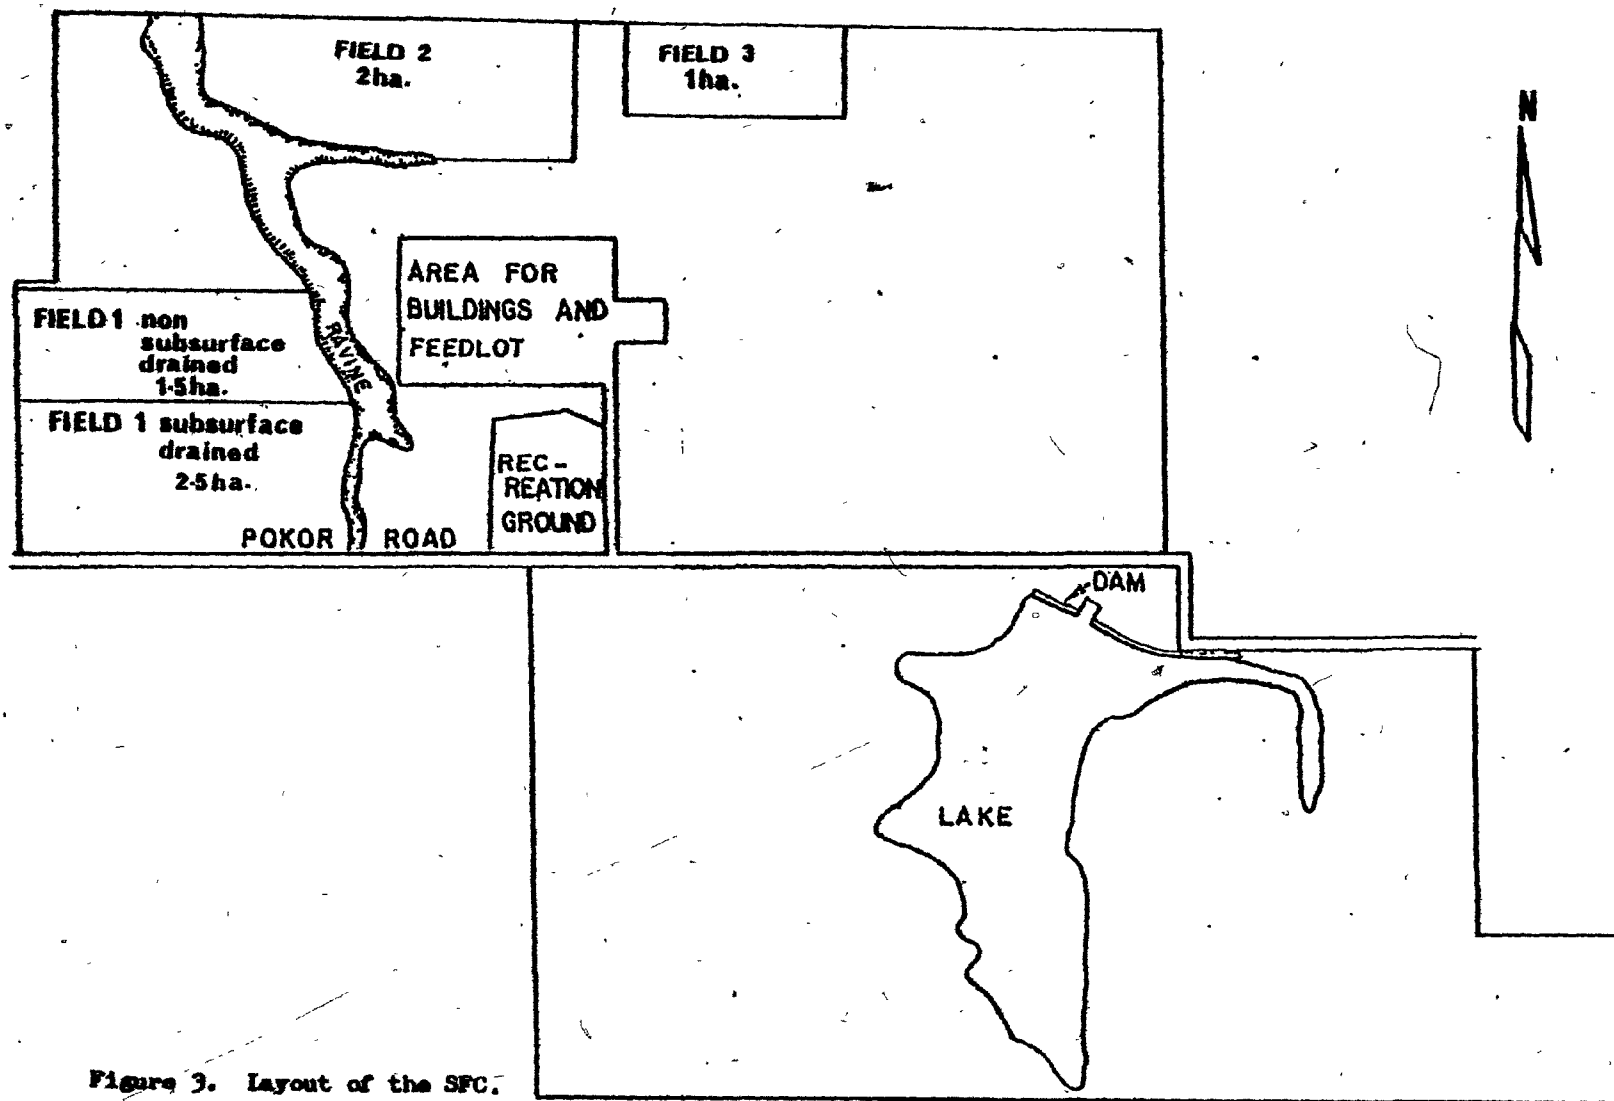 FIELD 2
2ha.
FIELD 3
1ha.
N
AREA FOR
BUILDINGS AND
FEEDLOT
FIELD 1 non
subsurface
drained
1·5ha.
RAVINE
FIELD 1 subsurface
drained
2·5ha.
REC-
REATION
GROUND
POKOR ROAD
DAM
LAKE
Figure 3. Layout of the SFC.